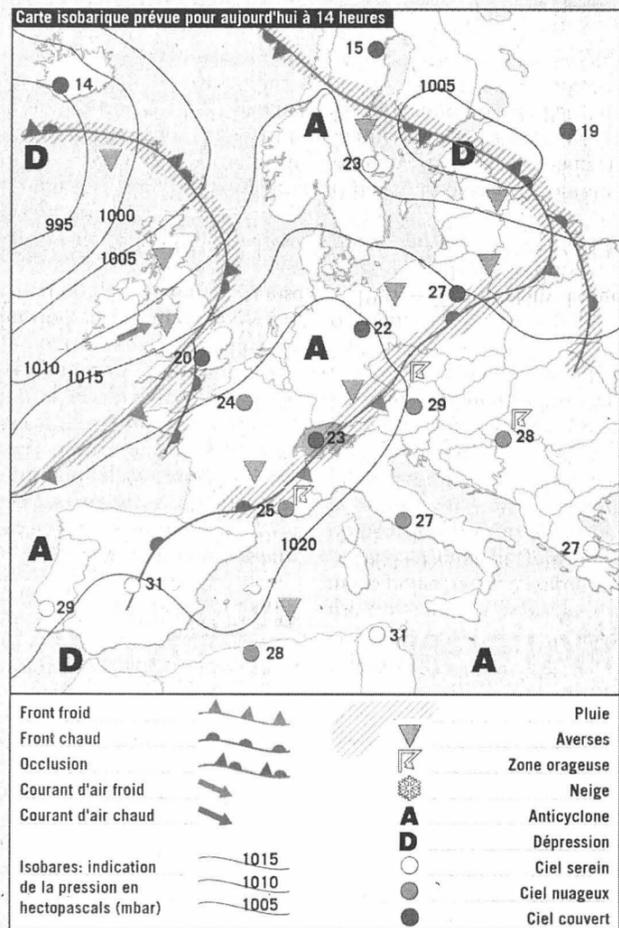 Carte isobarique prévue pour aujourd'hui à 14 heures
15
14
1005
A
19
D
23
D
1000
995
1005
27
A
22
1010
1015
20
24
29
23
28
25
1020
27
27
A
31
29
31
D
28
A
Front froid
Front chaud
Occlusion
Courant d'air froid
Courant d'air chaud
Isobares: indication
de la pression en
hectopascals (mbar)
1015
1010
1005
Pluie
Averses
Zone orageuse
Neige
A Anticyclone
D Dépression
Ciel serein
Ciel nuageux
Ciel couvert